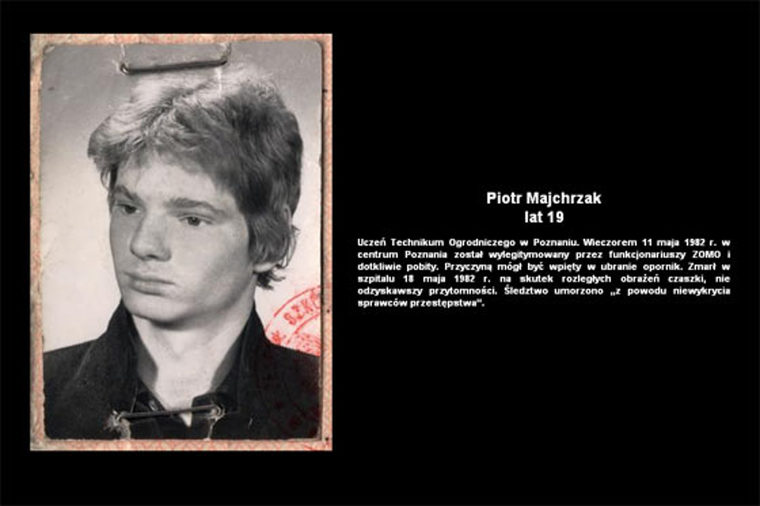 Piotr Majchrzak
lat 19
Uczeń Technikum Ogrodniczego w Poznaniu. Wieczorem 11 maja 1982 r. w
centrum Poznania został wylegitymowany przez funkcjonariuszy ZOMO i
dotkliwie pobity. Przyczyną mógł być wpięty w ubranie opornik. Zmarł w
szpitalu 18 maja 1982 r. na skutek rozległych obrażeń czaszki, nie
odzyskawszy przytomności. Śledztwo umorzono „z powodu niewykrycia
sprawców przestępstwa“.